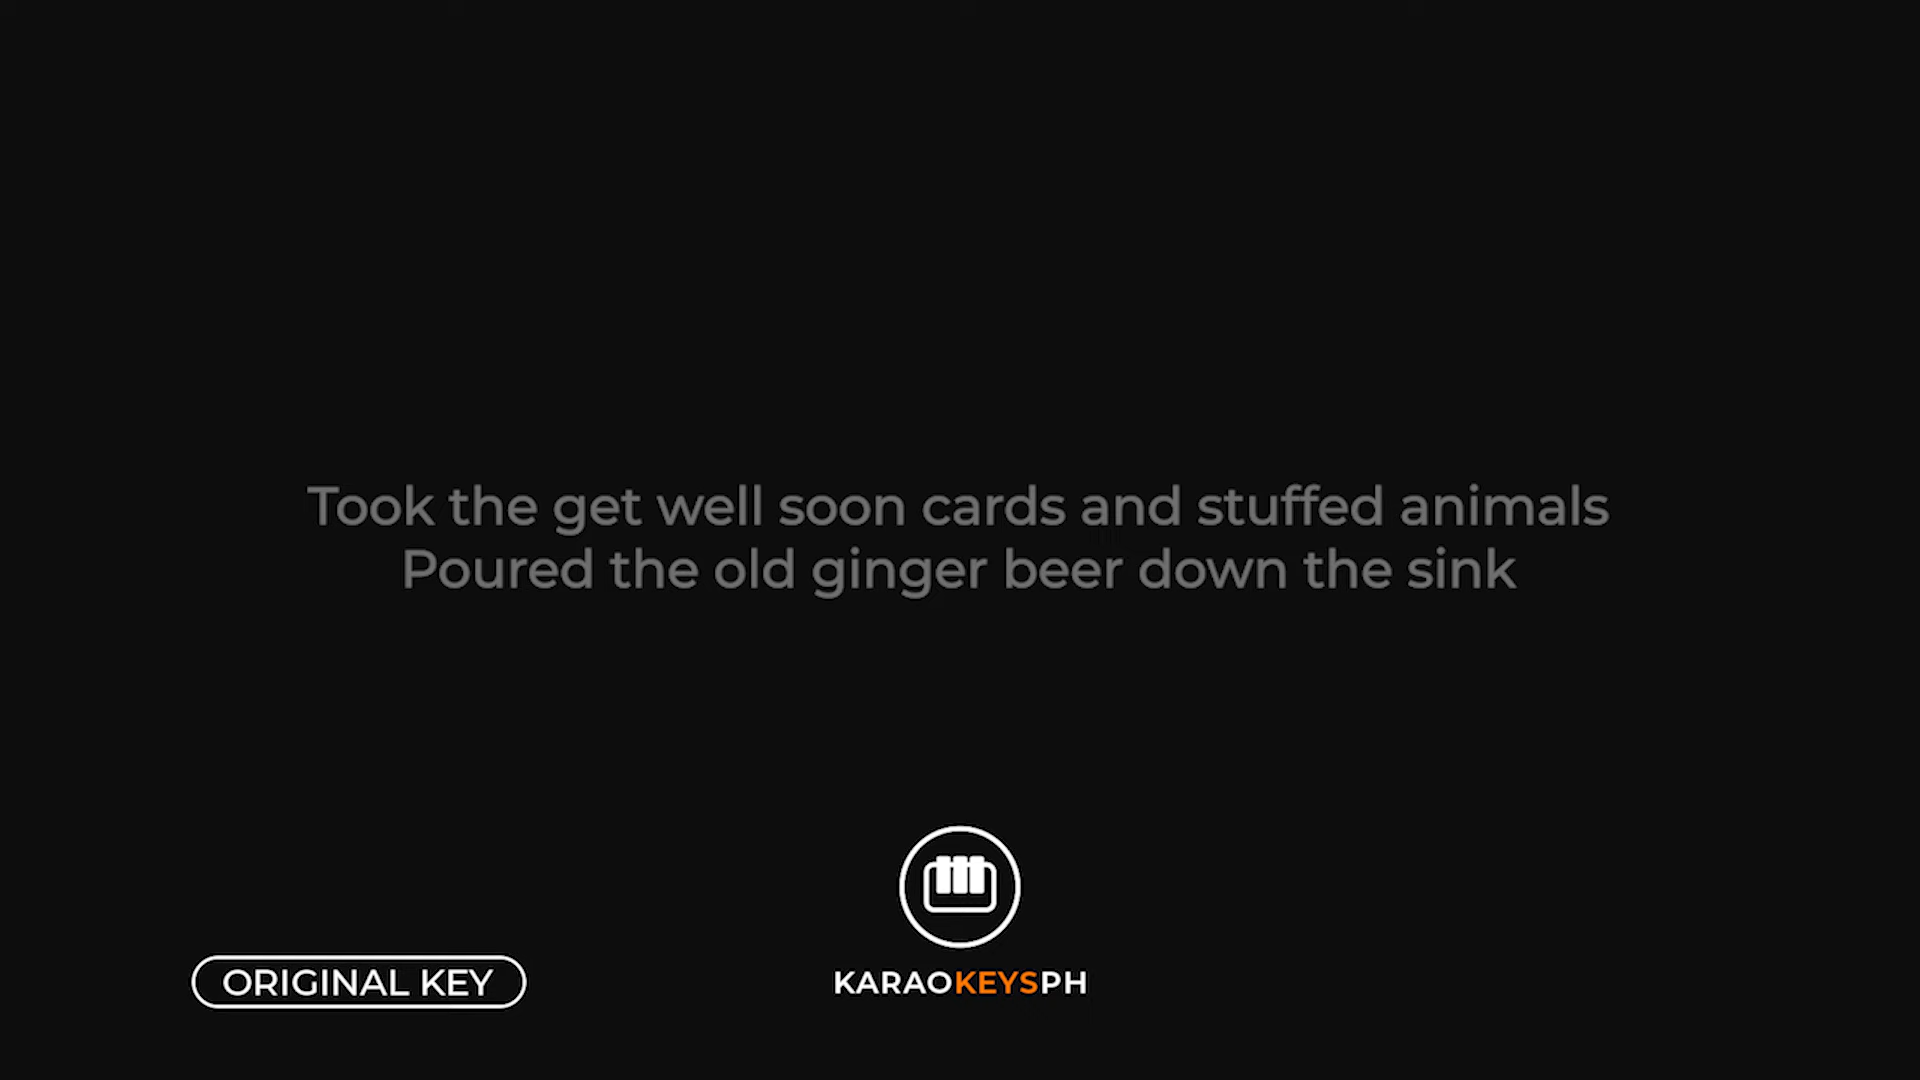 Took the get well soon cards and stuffed animals
Poured the old ginger beer down the sink
ORIGINAL KEY
KARAOKEYSPH